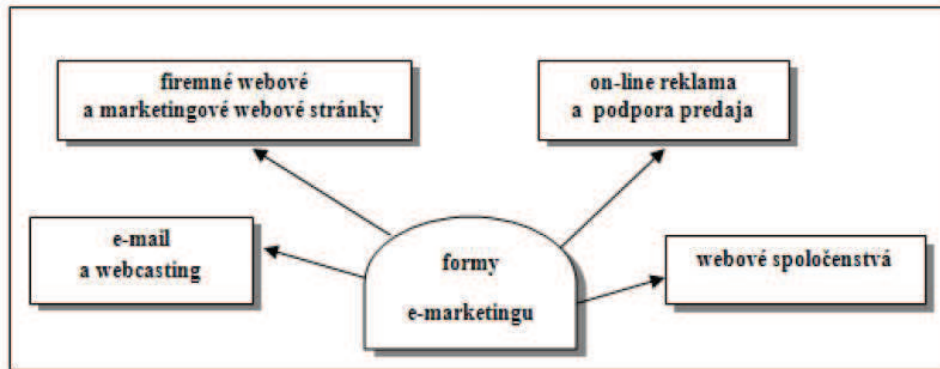 firemné webové
a marketingové webové stránky
on-line reklama
a podpora predaja
e-mail
a webcasting
formy
e-marketingu
webové spoločenstvá